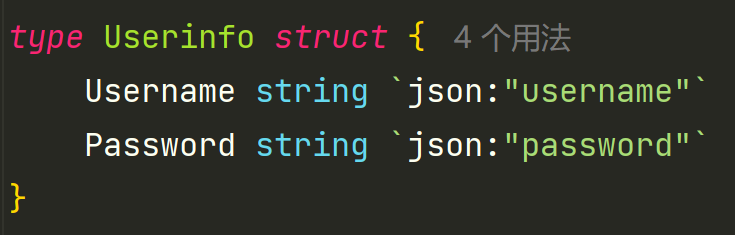 type Userinfo struct { 4 个用法
    Username string `json:"username"`
    Password string `json:"password"`
}